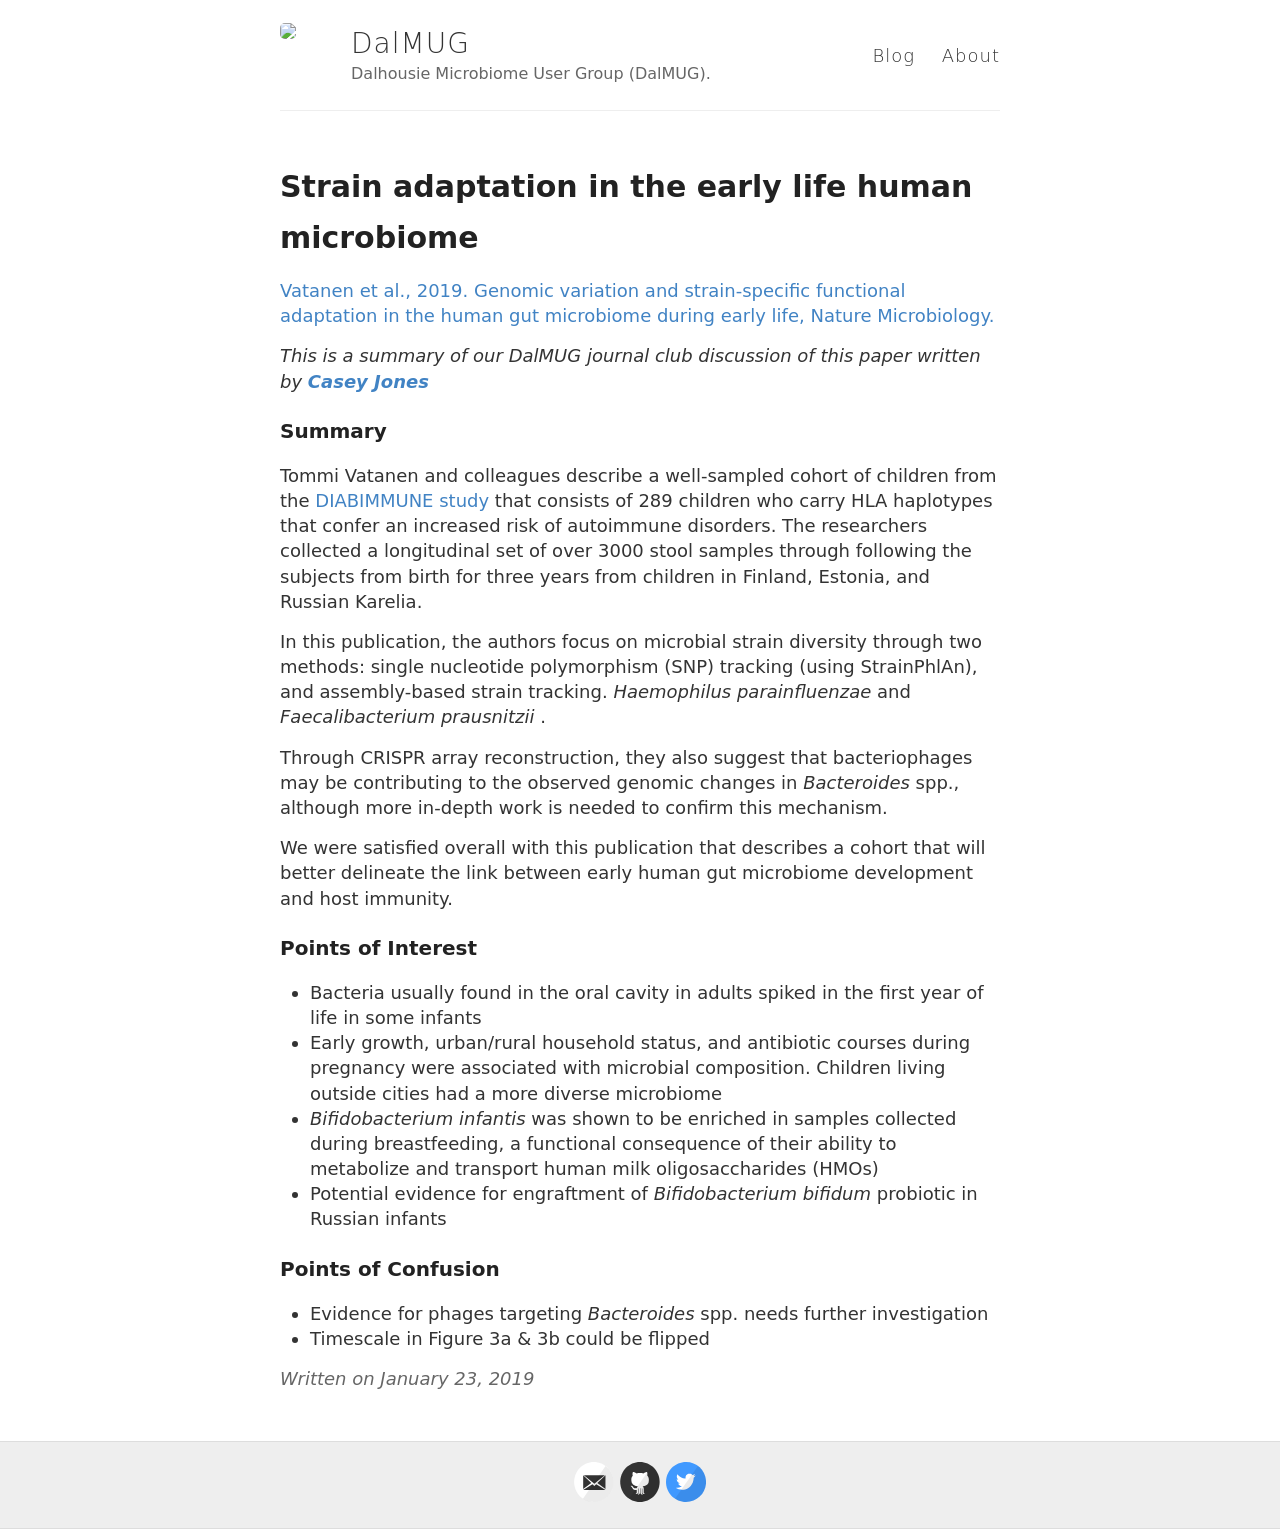 DalMUG
Dalhousie Microbiome User Group (DalMUG).
Blog About
Strain adaptation in the early life human
microbiome
Vatanen et al., 2019. Genomic variation and strain-specific functional
adaptation in the human gut microbiome during early life, Nature Microbiology.
This is a summary of our DalMUG journal club discussion of this paper written
by Casey Jones
Summary
Tommi Vatanen and colleagues describe a well-sampled cohort of children from
the DIABIMMUNE study that consists of 289 children who carry HLA haplotypes
that confer an increased risk of autoimmune disorders. The researchers
collected a longitudinal set of over 3000 stool samples through following the
subjects from birth for three years from children in Finland, Estonia, and
Russian Karelia.
In this publication, the authors focus on microbial strain diversity through two
methods: single nucleotide polymorphism (SNP) tracking (using StrainPhlAn),
and assembly-based strain tracking. Haemophilus parainfluenzae and
Faecalibacterium prausnitzii .
Through CRISPR array reconstruction, they also suggest that bacteriophages
may be contributing to the observed genomic changes in Bacteroides spp.,
although more in-depth work is needed to confirm this mechanism.
We were satisfied overall with this publication that describes a cohort that will
better delineate the link between early human gut microbiome development
and host immunity.
Points of Interest
• Bacteria usually found in the oral cavity in adults spiked in the first year of
life in some infants
• Early growth, urban/rural household status, and antibiotic courses during
pregnancy were associated with microbial composition. Children living
outside cities had a more diverse microbiome
• Bifidobacterium infantis was shown to be enriched in samples collected
during breastfeeding, a functional consequence of their ability to
metabolize and transport human milk oligosaccharides (HMOs)
• Potential evidence for engraftment of Bifidobacterium bifidum probiotic in
Russian infants
Points of Confusion
• Evidence for phages targeting Bacteroides spp. needs further investigation
• Timescale in Figure 3a & 3b could be flipped
Written on January 23, 2019